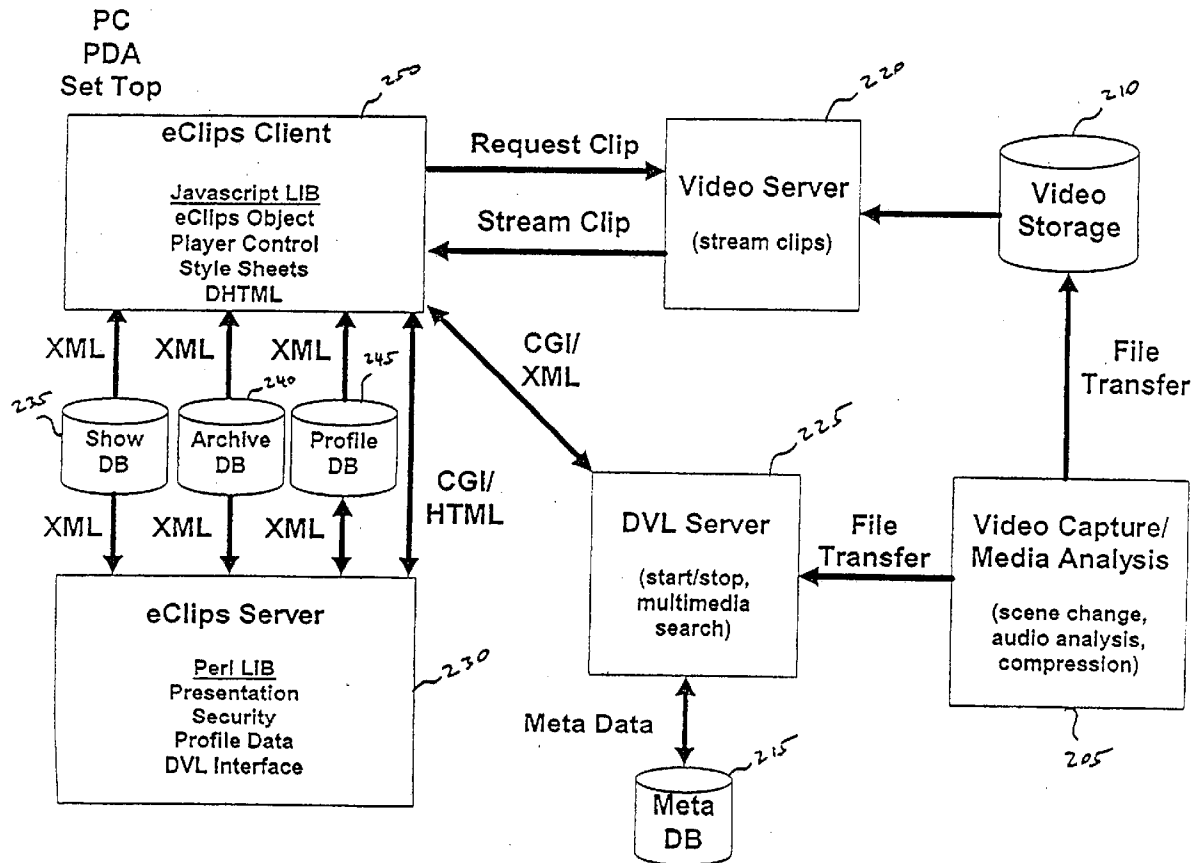 PC
PDA
Set Top
250
eClips Client
Javascript LIB
eClips Object
Player Control
Style Sheets
DHTML
Request Clip
Stream Clip
220
Video Server
(stream clips)
210
Video
Storage
File
Transfer
XML
XML
XML
235
Show
DB
240
Archive
DB
245
Profile
DB
XML
XML
XML
CGI/
HTML
CGI/
XML
225
DVL Server
(start/stop,
multimedia
search)
File
Transfer
Video Capture/
Media Analysis
(scene change,
audio analysis,
compression)
205
eClips Server
Perl LIB
Presentation
Security
Profile Data
DVL Interface
230
Meta Data
215
Meta
DB